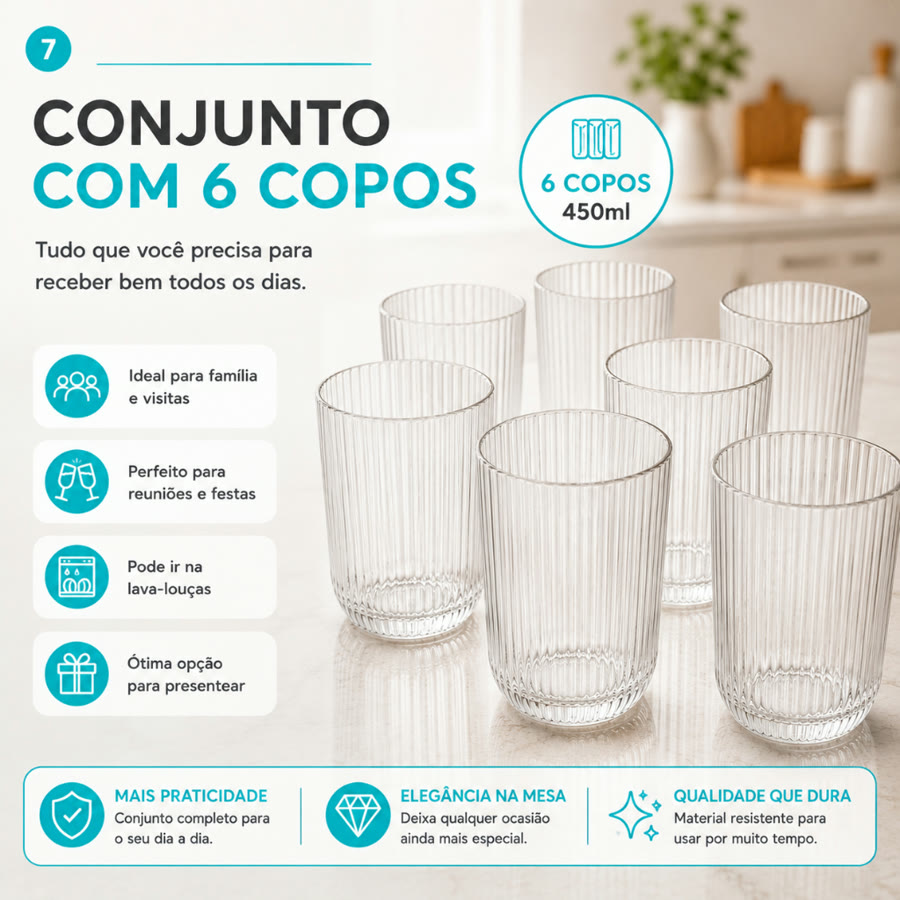 7
CONJUNTO
COM 6 COPOS
Tudo que você precisa para
receber bem todos os dias.
6 COPOS
450ml
Ideal para família
e visitas
Perfeito para
reuniões e festas
Pode ir na
lava-louças
Ótima opção
para presentear
MAIS PRATICIDADE
Conjunto completo para
o seu dia a dia.
ELEGÂNCIA NA MESA
Deixa qualquer ocasião
ainda mais especial.
QUALIDADE QUE DURA
Material resistente para
usar por muito tempo.